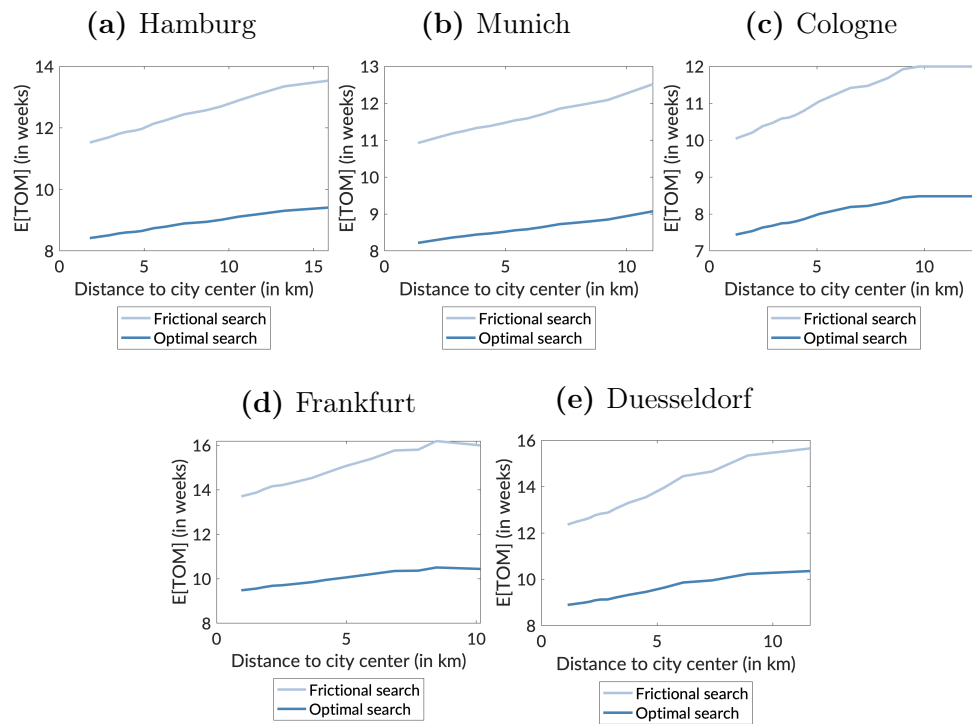 (a) Hamburg
E[TOM] (in weeks)
14
12
10
8
0 5 10 15
Distance to city center (in km)
Frictional search
Optimal search
(b) Munich
E[TOM] (in weeks)
13
12
11
10
9
8
0 5 10
Distance to city center (in km)
Frictional search
Optimal search
(c) Cologne
E[TOM] (in weeks)
12
11
10
9
8
7
0 5 10
Distance to city center (in km)
Frictional search
Optimal search
(d) Frankfurt
E[TOM] (in weeks)
16
14
12
10
8
0 5 10
Distance to city center (in km)
Frictional search
Optimal search
(e) Duesseldorf
E[TOM] (in weeks)
16
14
12
10
8
0 5 10
Distance to city center (in km)
Frictional search
Optimal search